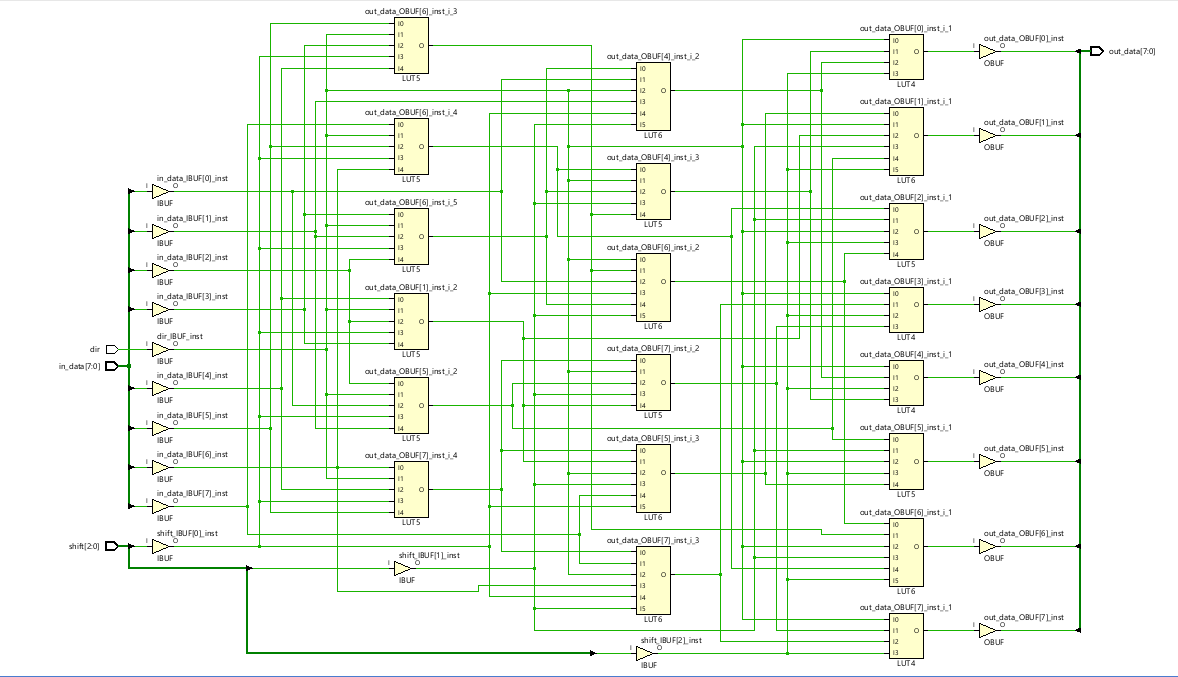 out_data_OBUF[6]_inst_i_3
I0
I1
I2
O
I3
I4
LUT5
out_data_OBUF[6]_inst_i_4
I0
I1
I2
O
I3
I4
LUT5
out_data_OBUF[6]_inst_i_5
I0
I1
I2
O
I3
I4
LUT5
out_data_OBUF[1]_inst_i_2
I0
I1
I2
O
I3
I4
LUT5
out_data_OBUF[5]_inst_i_2
I0
I1
I2
O
I3
I4
LUT5
out_data_OBUF[7]_inst_i_4
I0
I1
I2
O
I3
I4
LUT5
in_data_IBUF[0]_inst
I
O
IBUF
in_data_IBUF[1]_inst
I
O
IBUF
in_data_IBUF[2]_inst
I
O
IBUF
in_data_IBUF[3]_inst
I
O
IBUF
dir
dir_IBUF_inst
I
O
IBUF
in_data[7:0]
in_data_IBUF[4]_inst
I
O
IBUF
in_data_IBUF[5]_inst
I
O
IBUF
in_data_IBUF[6]_inst
I
O
IBUF
in_data_IBUF[7]_inst
I
O
IBUF
shift[2:0]
shift_IBUF[0]_inst
I
O
IBUF
shift_IBUF[1]_inst
I
O
IBUF
shift_IBUF[2]_inst
I
O
IBUF
out_data_OBUF[4]_inst_i_2
I0
I1
I2
O
I3
I4
I5
LUT6
out_data_OBUF[4]_inst_i_3
I0
I1
I2
O
I3
I4
LUT5
out_data_OBUF[6]_inst_i_2
I0
I1
I2
O
I3
I4
I5
LUT6
out_data_OBUF[7]_inst_i_2
I0
I1
I2
O
I3
I4
LUT5
out_data_OBUF[5]_inst_i_3
I0
I1
I2
O
I3
I4
I5
LUT6
out_data_OBUF[7]_inst_i_3
I0
I1
I2
O
I3
I4
I5
LUT6
out_data_OBUF[0]_inst_i_1
I0
I1
O
I2
I3
LUT4
out_data_OBUF[1]_inst_i_1
I0
I1
I2
O
I3
I4
I5
LUT6
out_data_OBUF[2]_inst_i_1
I0
I1
I2
O
I3
I4
LUT5
out_data_OBUF[3]_inst_i_1
I0
I1
O
I2
I3
LUT4
out_data_OBUF[4]_inst_i_1
I0
I1
O
I2
I3
LUT4
out_data_OBUF[5]_inst_i_1
I0
I1
I2
O
I3
I4
LUT5
out_data_OBUF[6]_inst_i_1
I0
I1
I2
O
I3
I4
I5
LUT6
out_data_OBUF[7]_inst_i_1
I0
I1
O
I2
I3
LUT4
out_data_OBUF[0]_inst
I
O
OBUF
out_data[7:0]
out_data_OBUF[1]_inst
I
O
OBUF
out_data_OBUF[2]_inst
I
O
OBUF
out_data_OBUF[3]_inst
I
O
OBUF
out_data_OBUF[4]_inst
I
O
OBUF
out_data_OBUF[5]_inst
I
O
OBUF
out_data_OBUF[6]_inst
I
O
OBUF
out_data_OBUF[7]_inst
I
O
OBUF